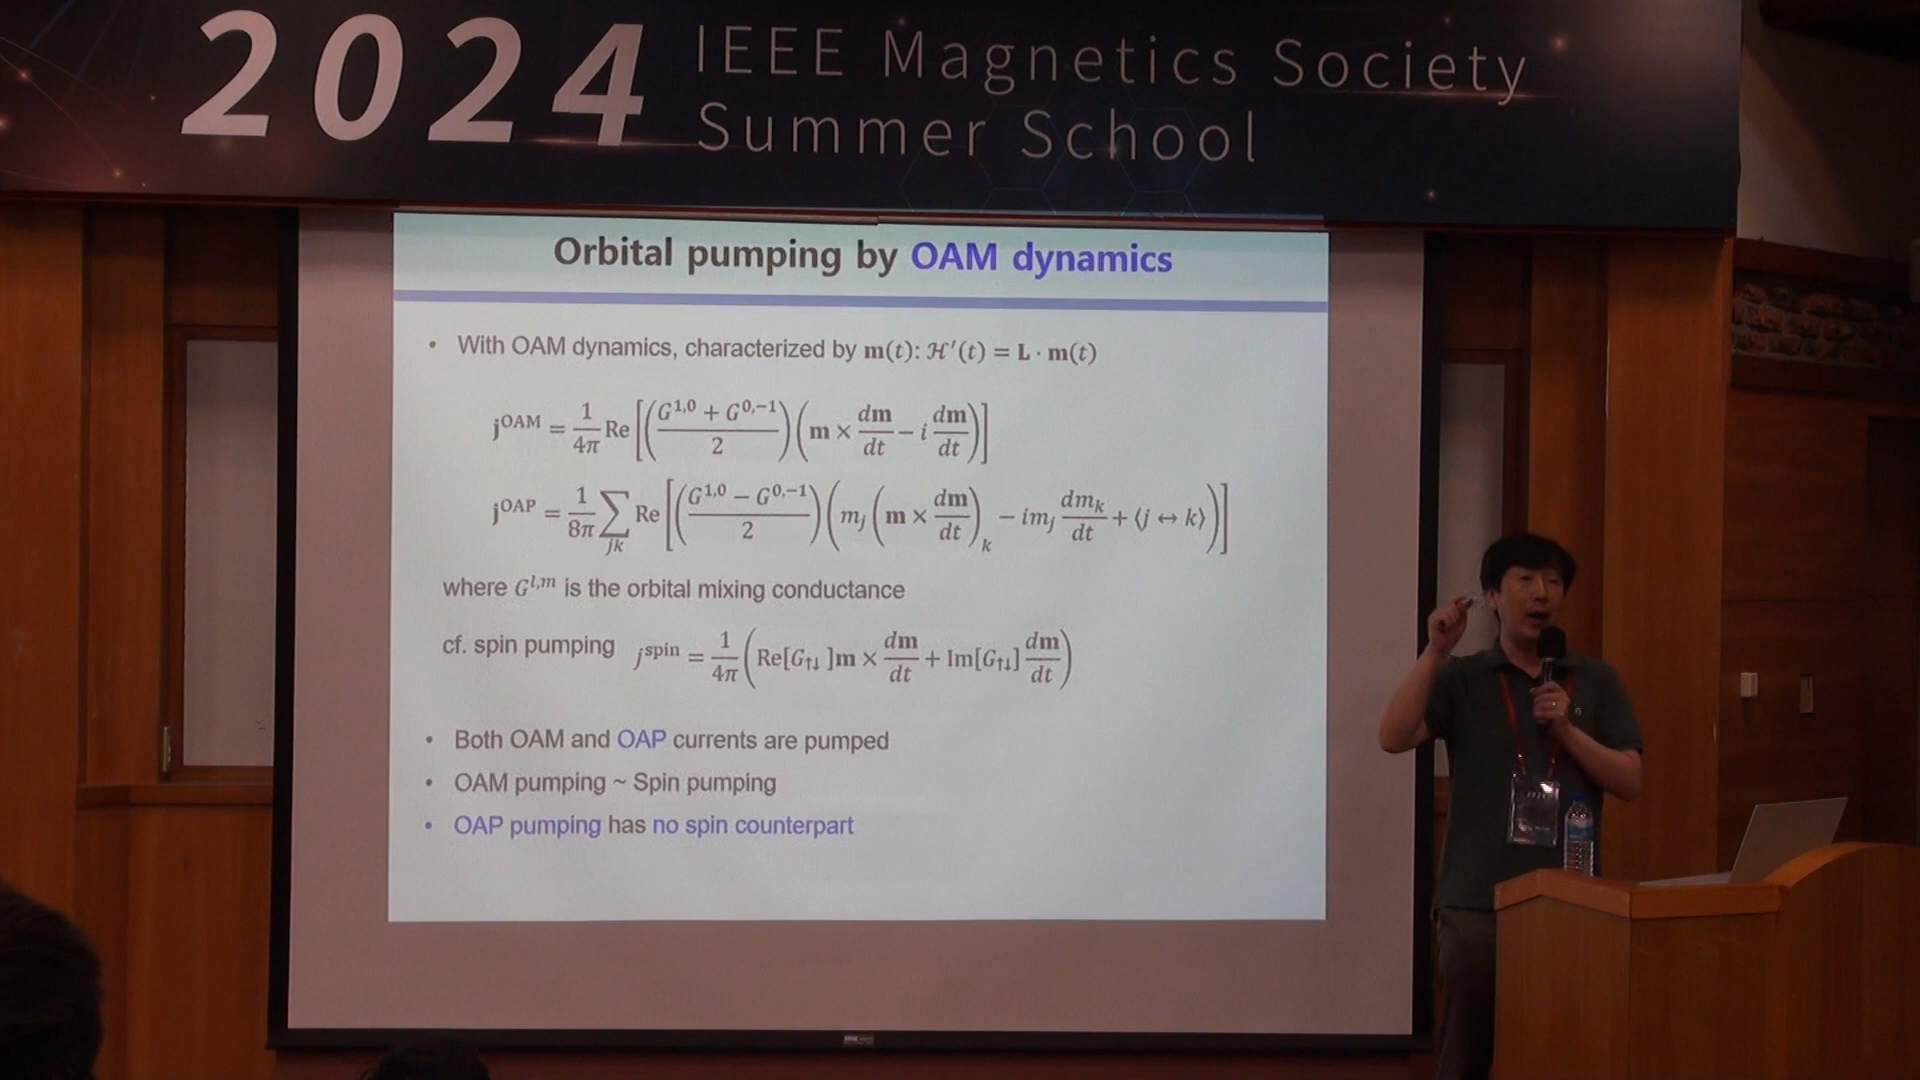 2024 IEEE Magnetics Society
Summer School
Orbital pumping by OAM dynamics
• With OAM dynamics, characterized by m(t): ℋ′(t) = L · m(t)
j^OAM = 1/4π Re[((G^{1,0} + G^{0,−1})/2)(m × dm/dt − i dm/dt)]
j^OAP = 1/8π ∑_{jk} Re[((G^{1,0} − G^{0,−1})/2)(m_j (m × dm/dt)_k − im_j dm_k/dt + ⟨j ↔ k⟩)]
where G^{l,m} is the orbital mixing conductance
cf. spin pumping j^spin = 1/4π (Re[G↑↓]m × dm/dt + Im[G↑↓] dm/dt)
• Both OAM and OAP currents are pumped
• OAM pumping ~ Spin pumping
• OAP pumping has no spin counterpart